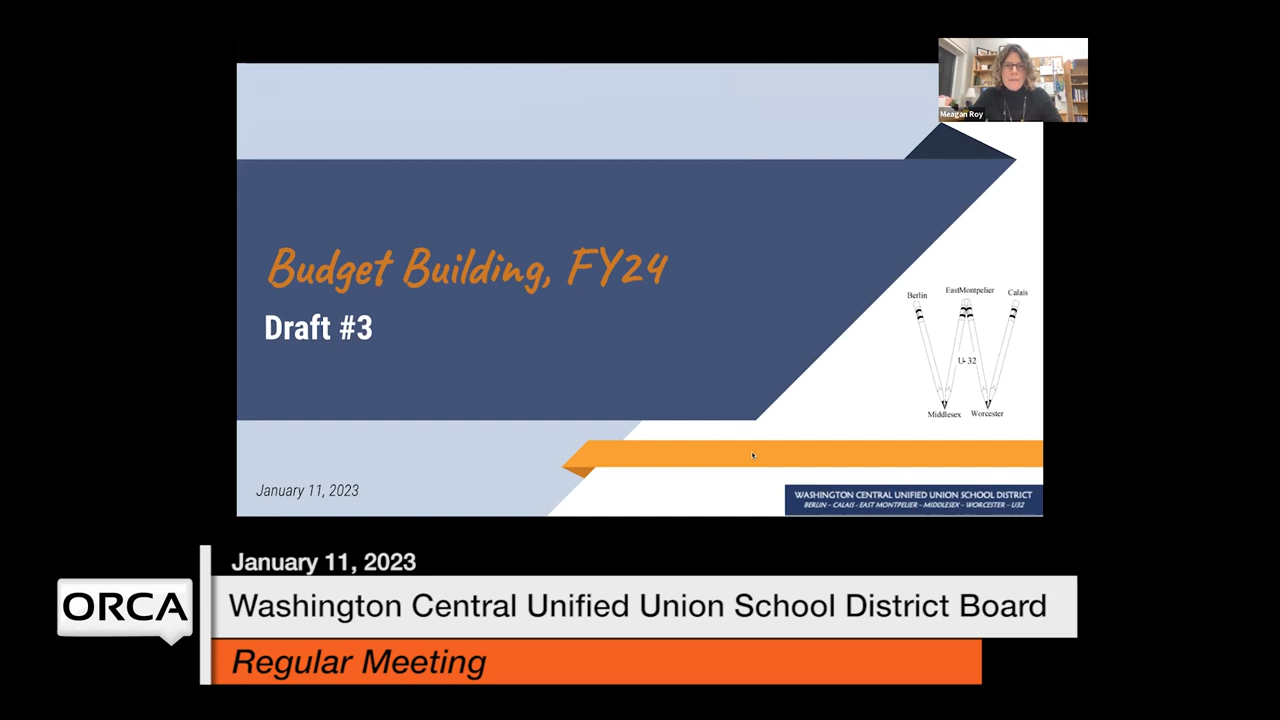 Meagan Roy
Budget Building, FY24
Draft #3
Berlin
EastMontpelier
Calais
U-32
Middlesex
Worcester
January 11, 2023
WASHINGTON CENTRAL UNIFIED UNION SCHOOL DISTRICT
BERLIN ~ CALAIS - EAST MONTPELIER ~ MIDDLESEX ~ WORCESTER ~ U32
January 11, 2023
ORCA
Washington Central Unified Union School District Board
Regular Meeting